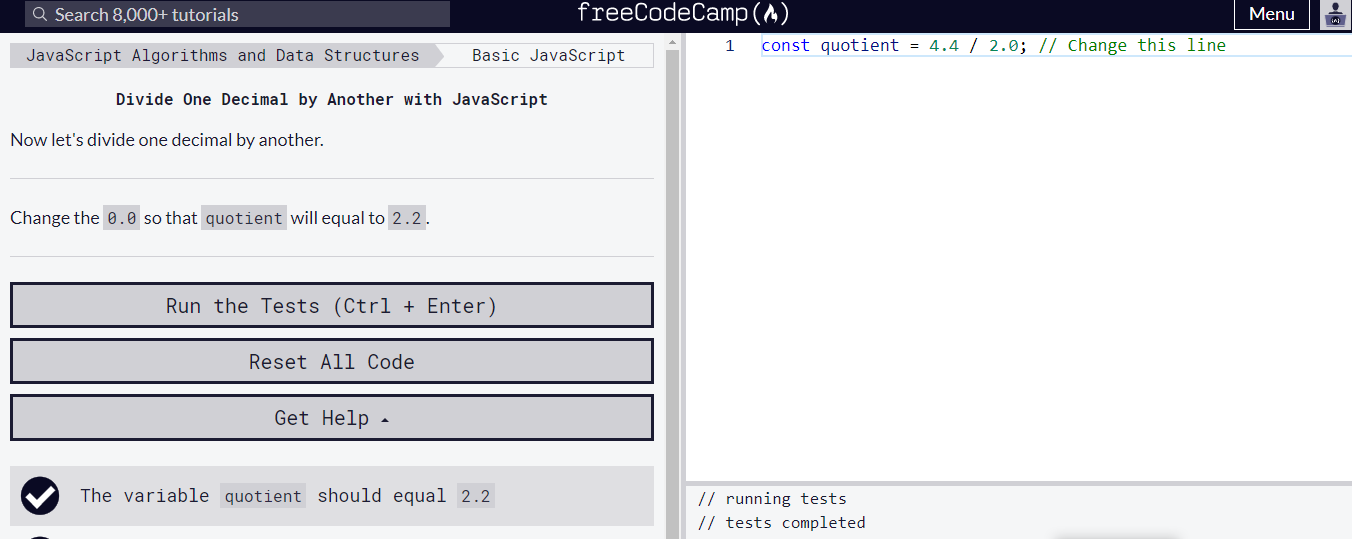 Search 8,000+ tutorials
freeCodeCamp
Menu
JavaScript Algorithms and Data Structures
Basic JavaScript
Divide One Decimal by Another with JavaScript
Now let's divide one decimal by another.
Change the 0.0 so that quotient will equal to 2.2.
Run the Tests (Ctrl + Enter)
Reset All Code
Get Help
The variable quotient should equal 2.2
1 const quotient = 4.4 / 2.0; // Change this line
// running tests
// tests completed